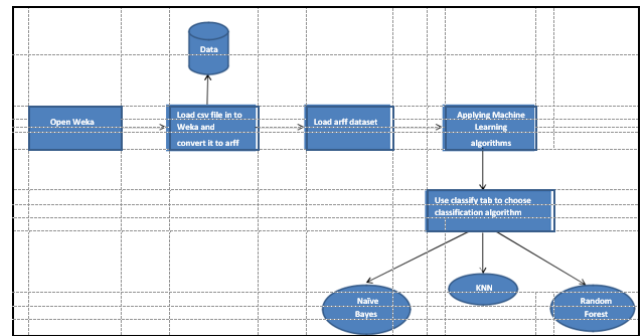 Data
Open Weka
Load csv file in to
Weka and
convert it to arff
Load arff dataset
Applying Machine
Learning
algorithms
Use classify tab to choose
classification algorithm
Naïve
Bayes
KNN
Random
Forest